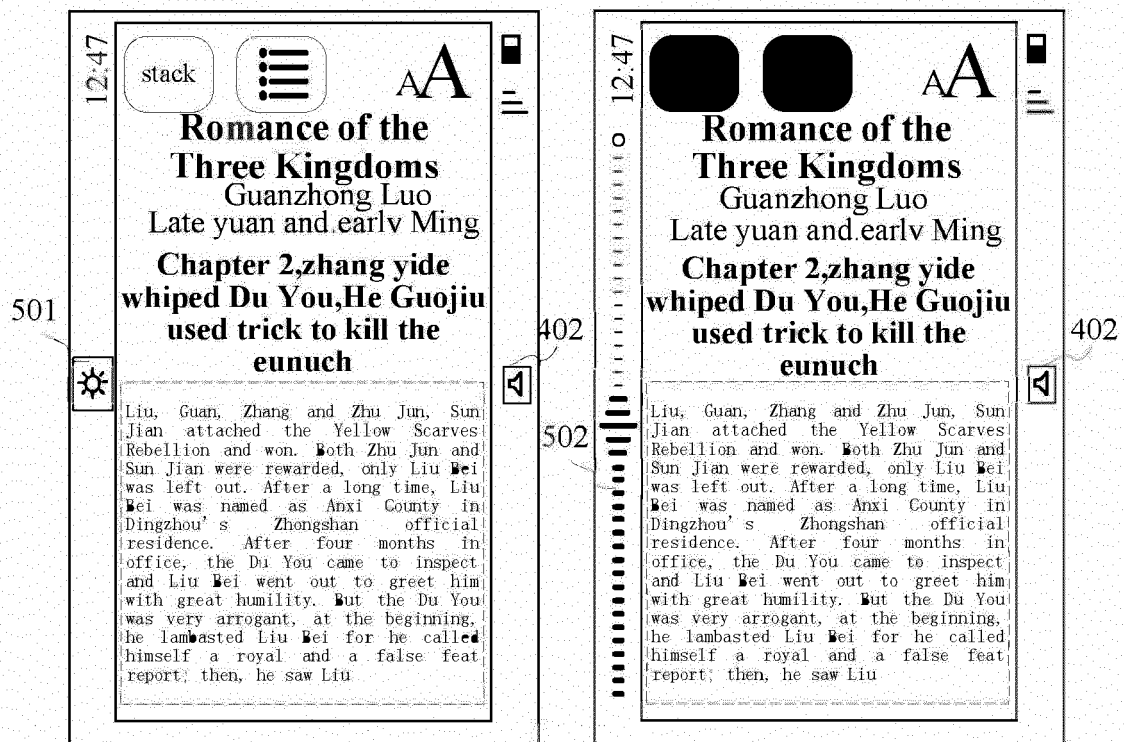 12:47
stack
AA
Romance of the
Three Kingdoms
Guanzhong Luo
Late yuan and.earlv Ming
Chapter 2,zhang yide
whiped Du You,He Guojiu
used trick to kill the
eunuch
501
402
Liu, Guan, Zhang and Zhu Jun, Sun
Jian attached the Yellow Scarves
Rebellion and won. Both Zhu Jun and
Sun Jian were rewarded, only Liu Bei
was left out. After a long time, Liu
Bei was named as Anxi County in
Dingzhou's Zhongshan official
residence. After four months in
office, the Du You came to inspect
and Liu Bei went out to greet him
with great humility. But the Du You
was very arrogant, at the beginning,
he lambasted Liu Bei for he called
himself a royal and a false feat
report; then, he saw Liu
12:47
AA
Romance of the
Three Kingdoms
Guanzhong Luo
Late yuan and.earlv Ming
Chapter 2,zhang yide
whiped Du You,He Guojiu
used trick to kill the
eunuch
402
502
Liu, Guan, Zhang and Zhu Jun, Sun
Jian attached the Yellow Scarves
Rebellion and won. Both Zhu Jun and
Sun Jian were rewarded, only Liu Bei
was left out. After a long time, Liu
Bei was named as Anxi County in
Dingzhou's Zhongshan official
residence. After four months in
office, the Du You came to inspect
and Liu Bei went out to greet him
with great humility. But the Du You
was very arrogant, at the beginning,
he lambasted Liu Bei for he called
himself a royal and a false feat
report; then, he saw Liu